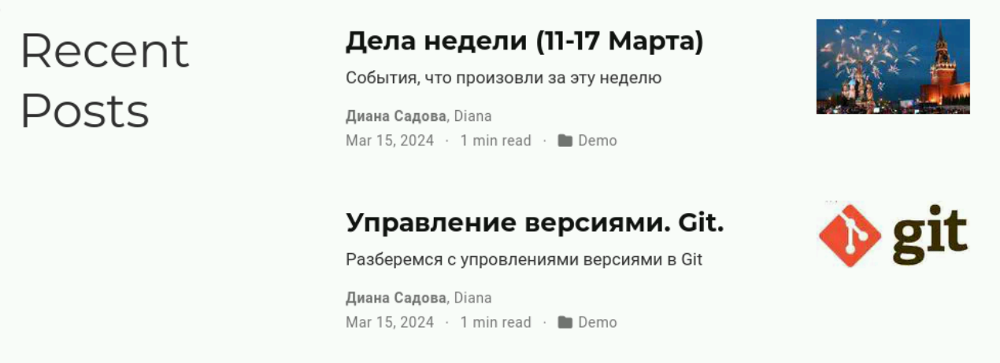 Recent
Posts
Дела недели (11-17 Марта)
События, что произовли за эту неделю
Диана Садова, Diana
Mar 15, 2024 · 1 min read · Demo
Управление версиями. Git.
Разберемся с упровлениями версиями в Git
Диана Садова, Diana
Mar 15, 2024 · 1 min read · Demo
git